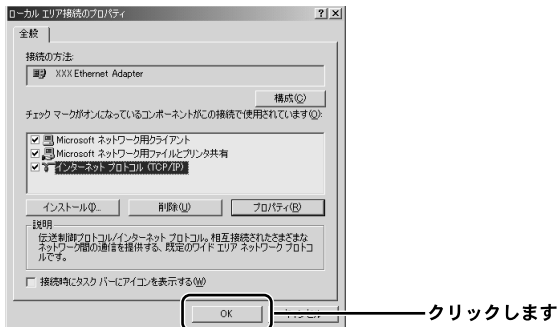 ローカル エリア接続のプロパティ
全般
接続の方法:
XXX Ethernet Adapter
構成(C)
チェック マークがオンになっているコンポーネントがこの接続で使用されています(O):
Microsoft ネットワーク用クライアント
Microsoft ネットワーク用ファイルとプリンタ共有
インターネット プロトコル (TCP/IP)
インストール(I)...
削除(U)
プロパティ(R)
説明
伝送制御プロトコル/インターネット プロトコル。相互接続されたさまざまな
ネットワーク間の通信を提供する、既定のワイド エリア ネットワーク プロトコ
ルです。
接続時にタスク バーにアイコンを表示する(W)
OK
クリックします